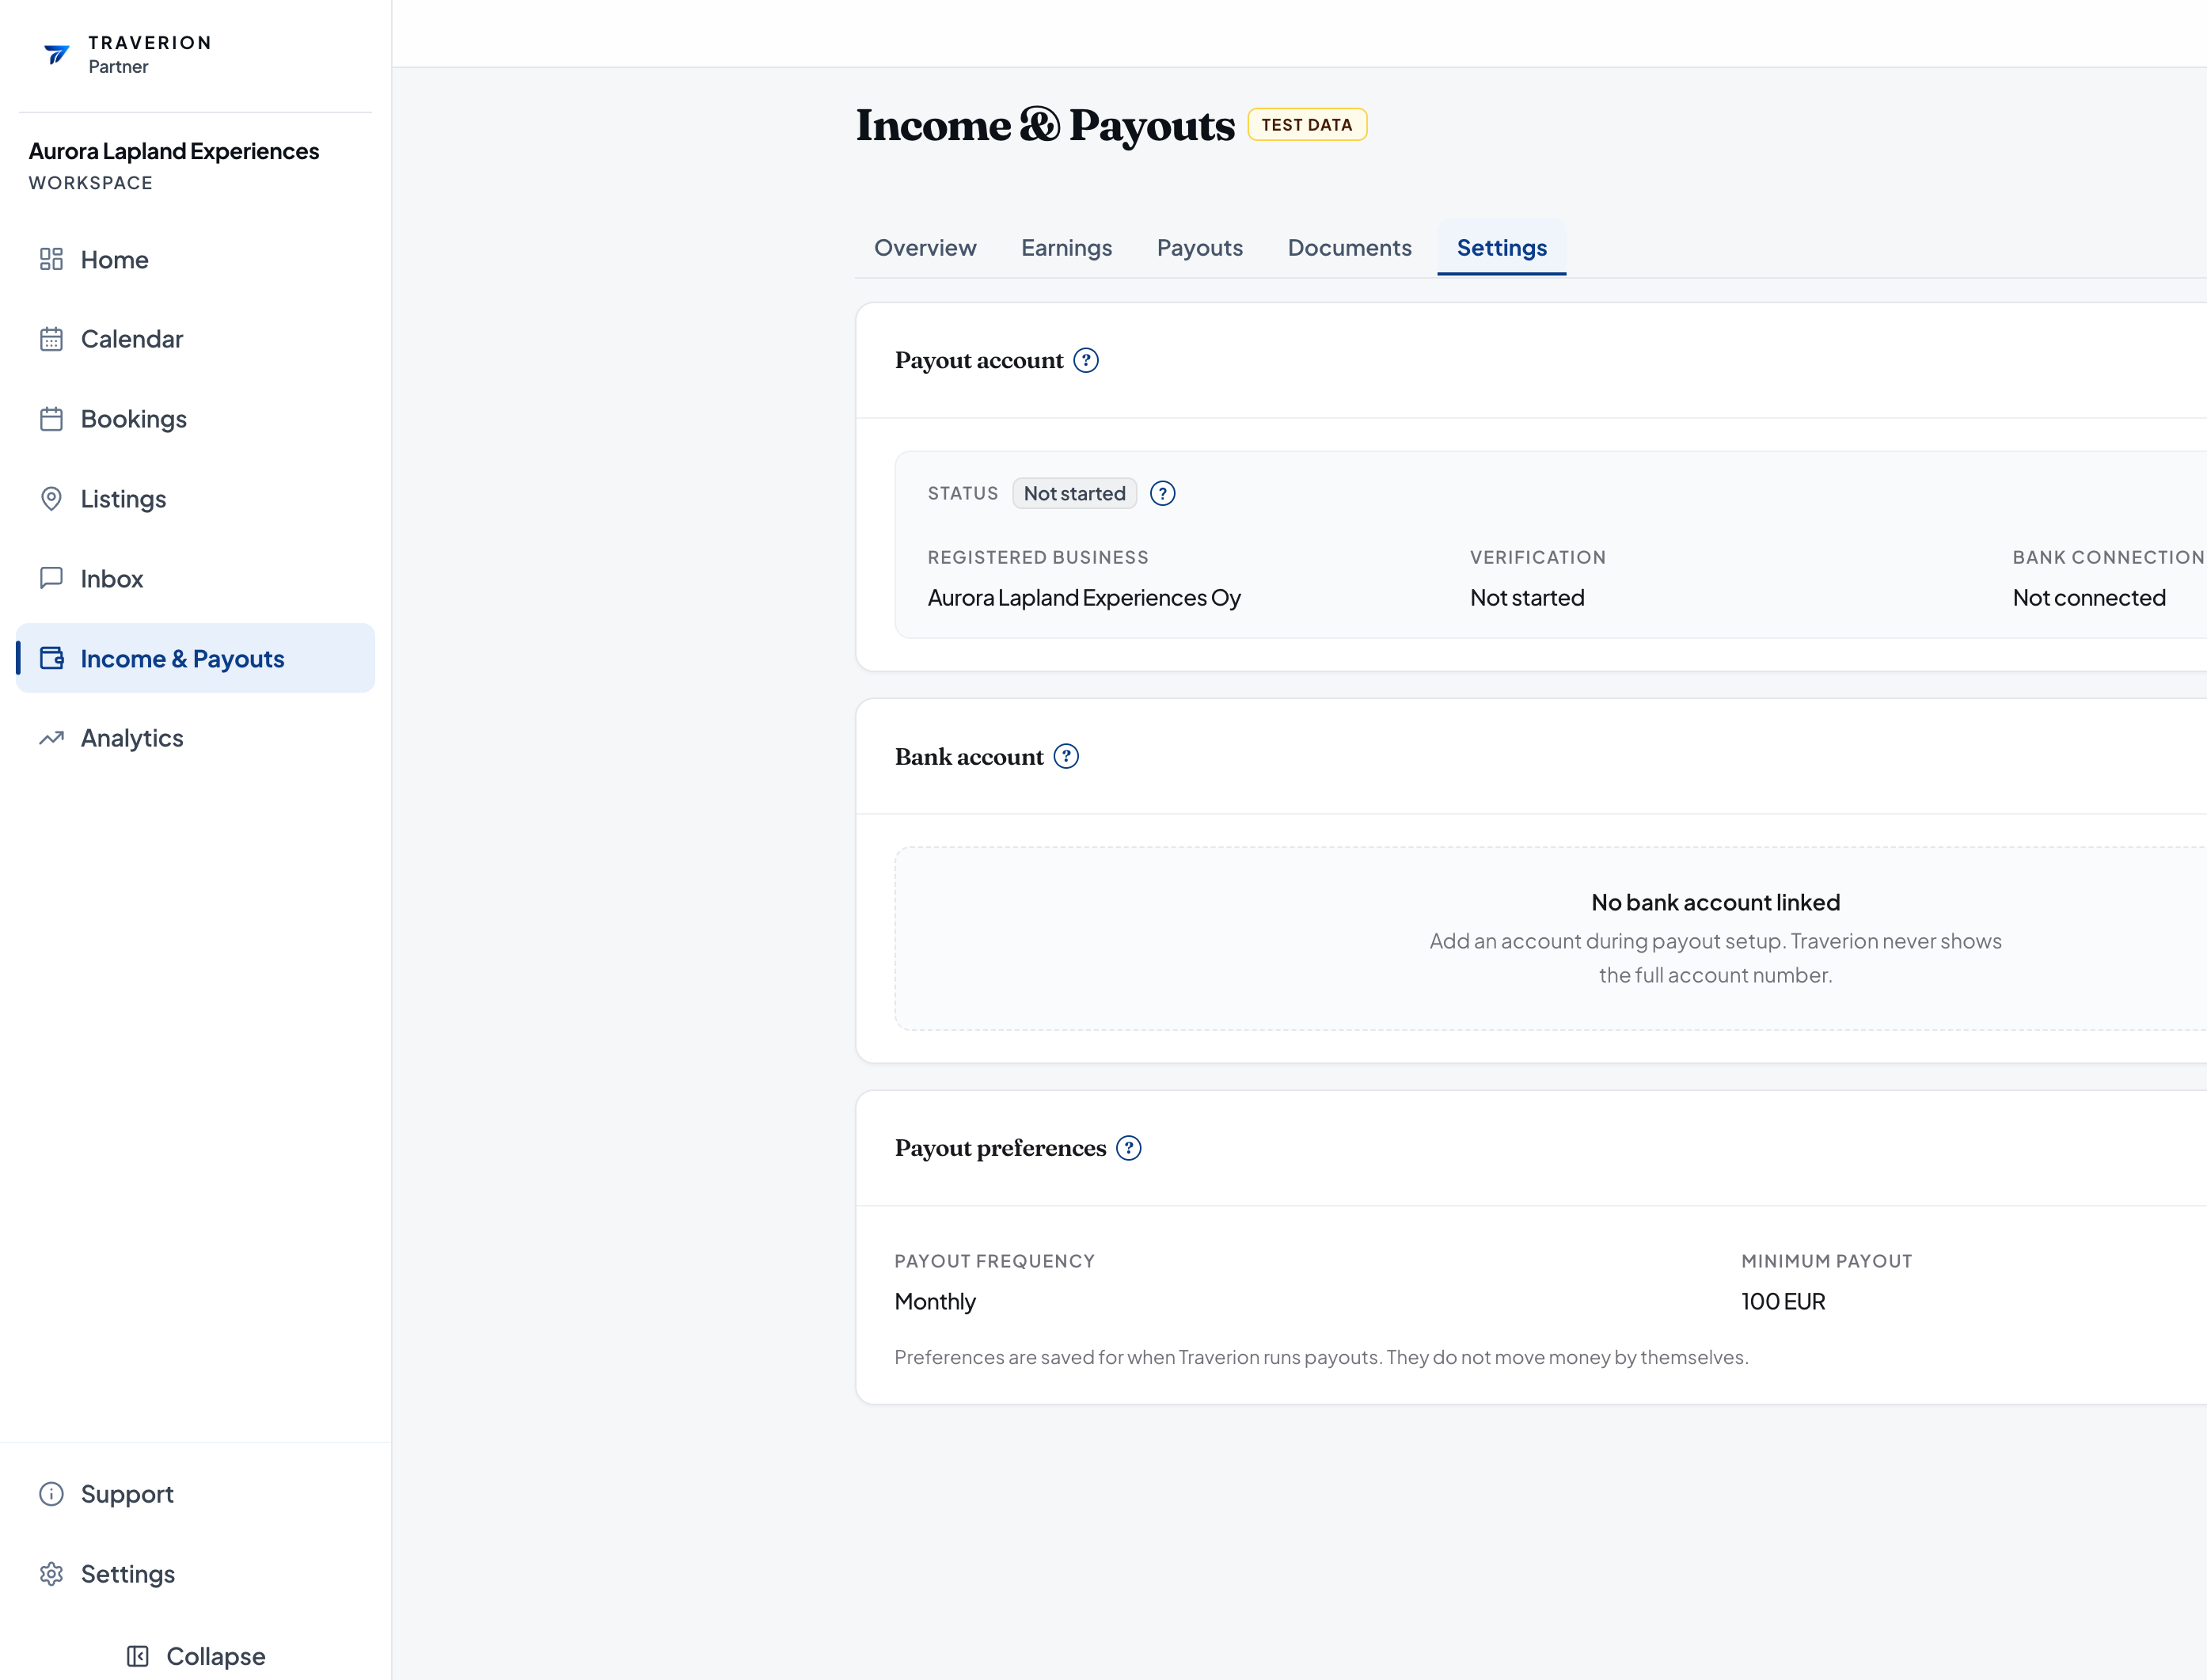 TRAVERION
Partner
Aurora Lapland Experiences
WORKSPACE
Home
Calendar
Bookings
Listings
Inbox
Income & Payouts
Analytics
Support
Settings
Collapse
Income & Payouts TEST DATA
Overview Earnings Payouts Documents Settings
Payout account ?
STATUS Not started ?
REGISTERED BUSINESS VERIFICATION BANK CONNECTION
Aurora Lapland Experiences Oy Not started Not connected
Bank account ?
No bank account linked
Add an account during payout setup. Traverion never shows
the full account number.
Payout preferences ?
PAYOUT FREQUENCY MINIMUM PAYOUT
Monthly 100 EUR
Preferences are saved for when Traverion runs payouts. They do not move money by themselves.